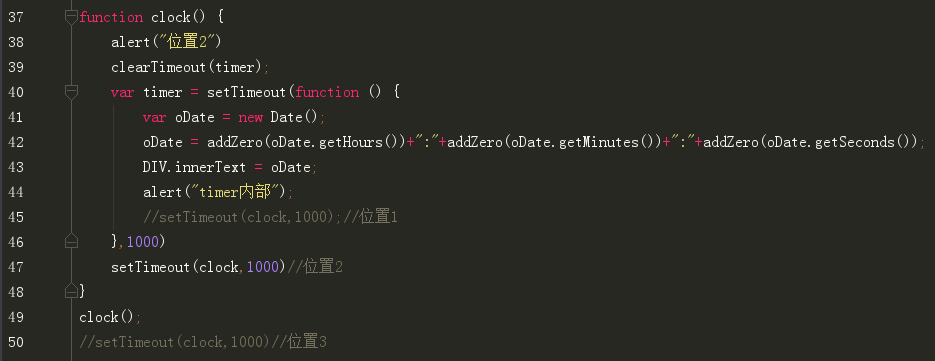 37 function clock() {
38 alert("位置2")
39 clearTimeout(timer);
40 var timer = setTimeout(function () {
41 var oDate = new Date();
42 oDate = addZero(oDate.getHours())+":"+addZero(oDate.getMinutes())+":"+addZero(oDate.getSeconds());
43 DIV.innerText = oDate;
44 alert("timer内部");
45 //setTimeout(clock,1000);//位置1
46 },1000)
47 setTimeout(clock,1000)//位置2
48 }
49 clock();
50 //setTimeout(clock,1000)//位置3